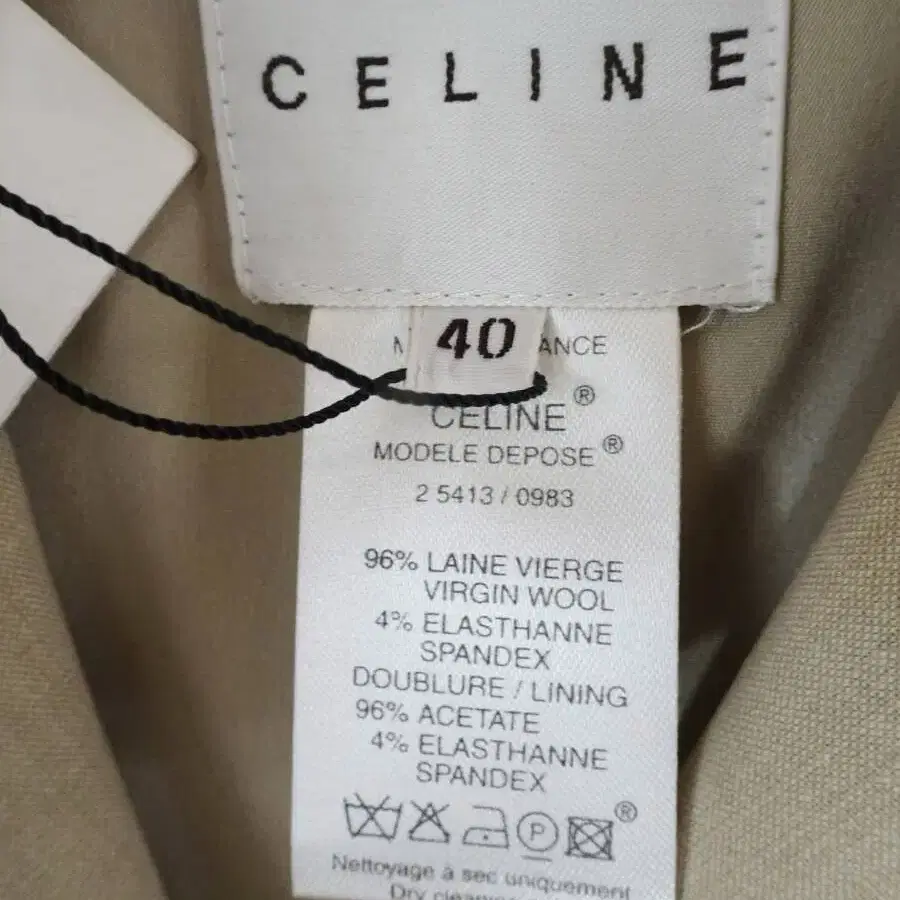 CELINE
40
ANCE
CELINE®
MODELE DEPOSE®
2 5413 / 0983
96% LAINE VIERGE
VIRGIN WOOL
4% ELASTHANNE
SPANDEX
DOUBLURE / LINING
96% ACETATE
4% ELASTHANNE
SPANDEX
P ®
Nettoyage à sec uniquement
Dry